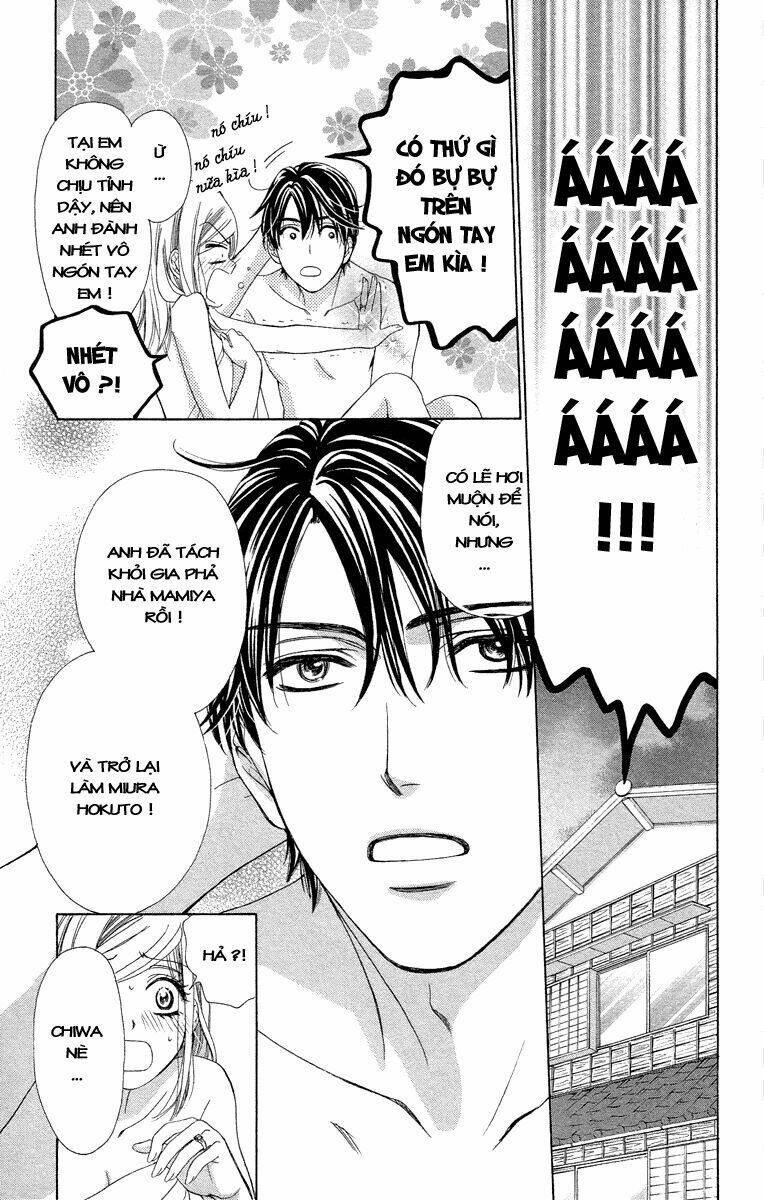 ÁÁÁÁ
ÁÁÁÁ
ÁÁÁÁ
ÁÁÁÁ
!!!
CÓ THỨ GÌ
ĐÓ BỰ BỰ
TRÊN
NGÓN TAY
EM KÌA !
nó chíu !
nó chíu
nữa kìa !
Ừ
...
TẠI EM
KHÔNG
CHỊU TỈNH
DẬY, NÊN
ANH ĐÀNH
NHÉT VÔ
NGÓN TAY
EM !
NHÉT
VÔ ?!
CÓ LẼ HƠI
MUỘN ĐỂ
NÓI,
NHƯNG
...
ANH ĐÃ TÁCH
KHỎI GIA PHẢ
NHÀ MAMIYA
RỒI !
VÀ TRỞ LẠI
LÀM MIURA
HOKUTO !
HẢ ?!
CHIWA
NÈ
...